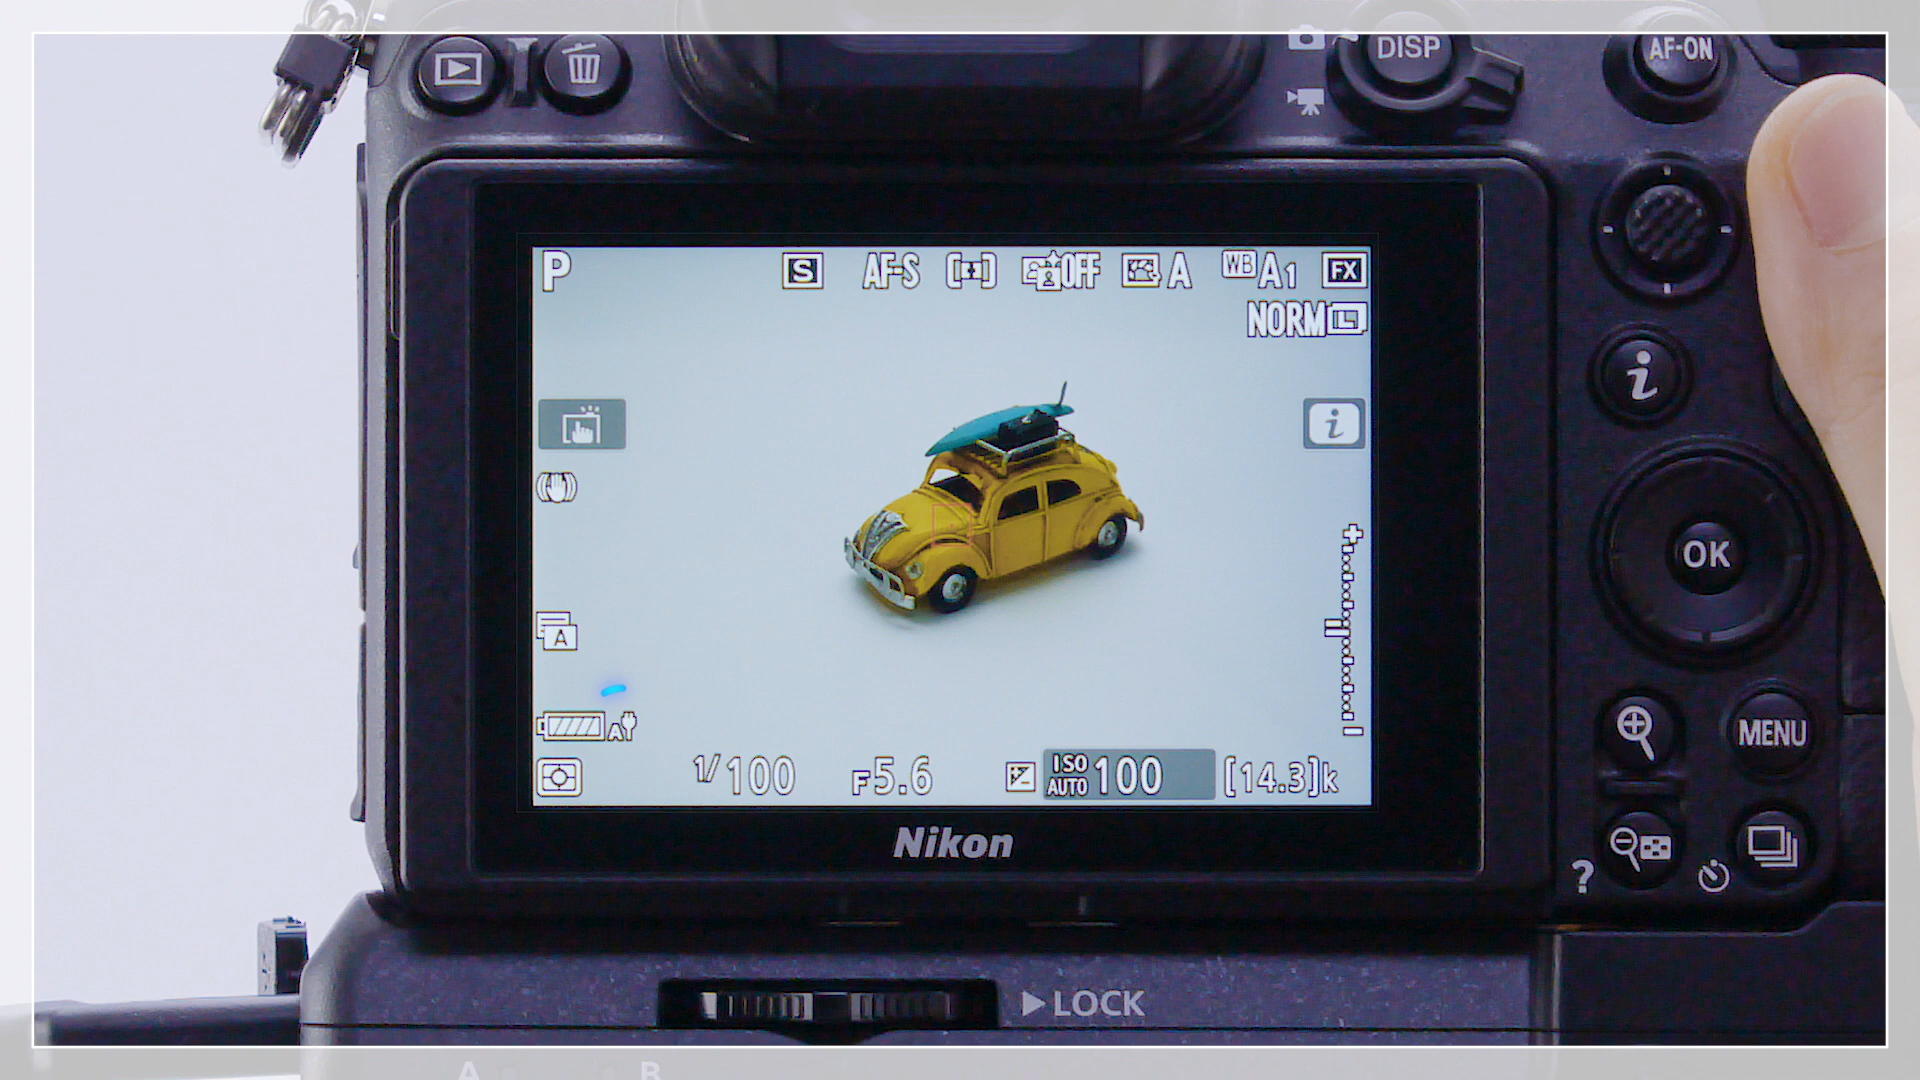 DISP
AF-ON
P S AF-S OFF A WB A1 FX
NORM L
i
i
A
OK
A
MENU
1/100 F5.6 ISO AUTO 100 [14.3]k
Nikon
?
LOCK
A B